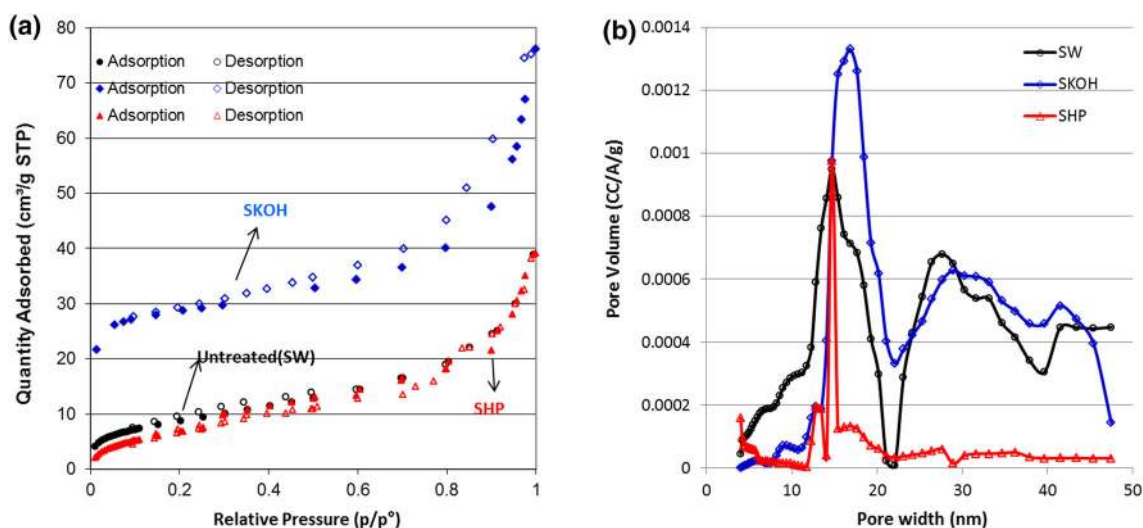 (a)
Quantity Adsorbed (cm³/g STP)
80
70
60
50
40
30
20
10
0
Adsorption Desorption
Adsorption Desorption
Adsorption Desorption
SKOH
Untreated(SW)
SHP
0 0.2 0.4 0.6 0.8 1
Relative Pressure (p/p°)
(b)
Pore Volume (CC/A/g)
0.0014
0.0012
0.001
0.0008
0.0006
0.0004
0.0002
0
SW
SKOH
SHP
0 10 20 30 40 50
Pore width (nm)